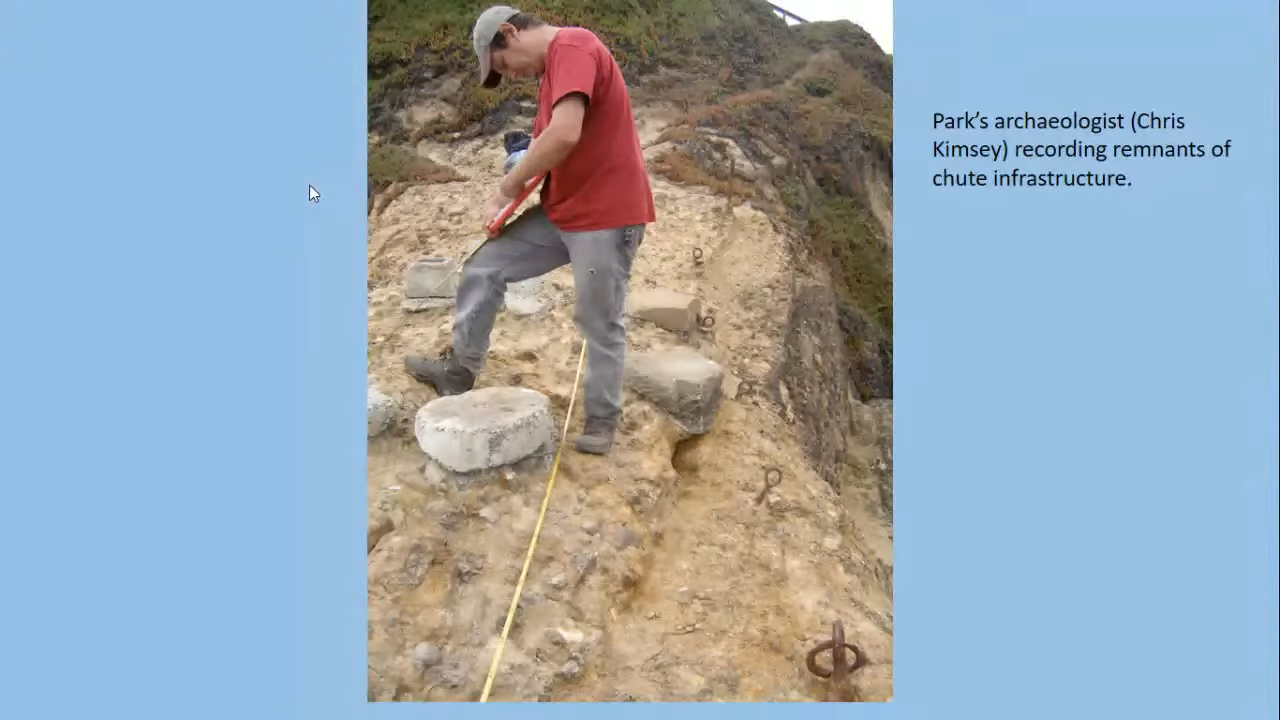 Park’s archaeologist (Chris
Kimsey) recording remnants of
chute infrastructure.